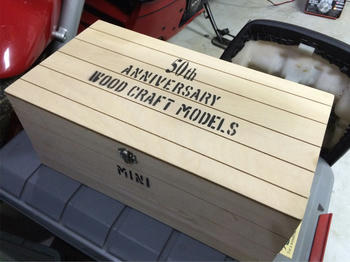 50th
ANNIVERSARY
WOOD CRAFT MODELS
MINI